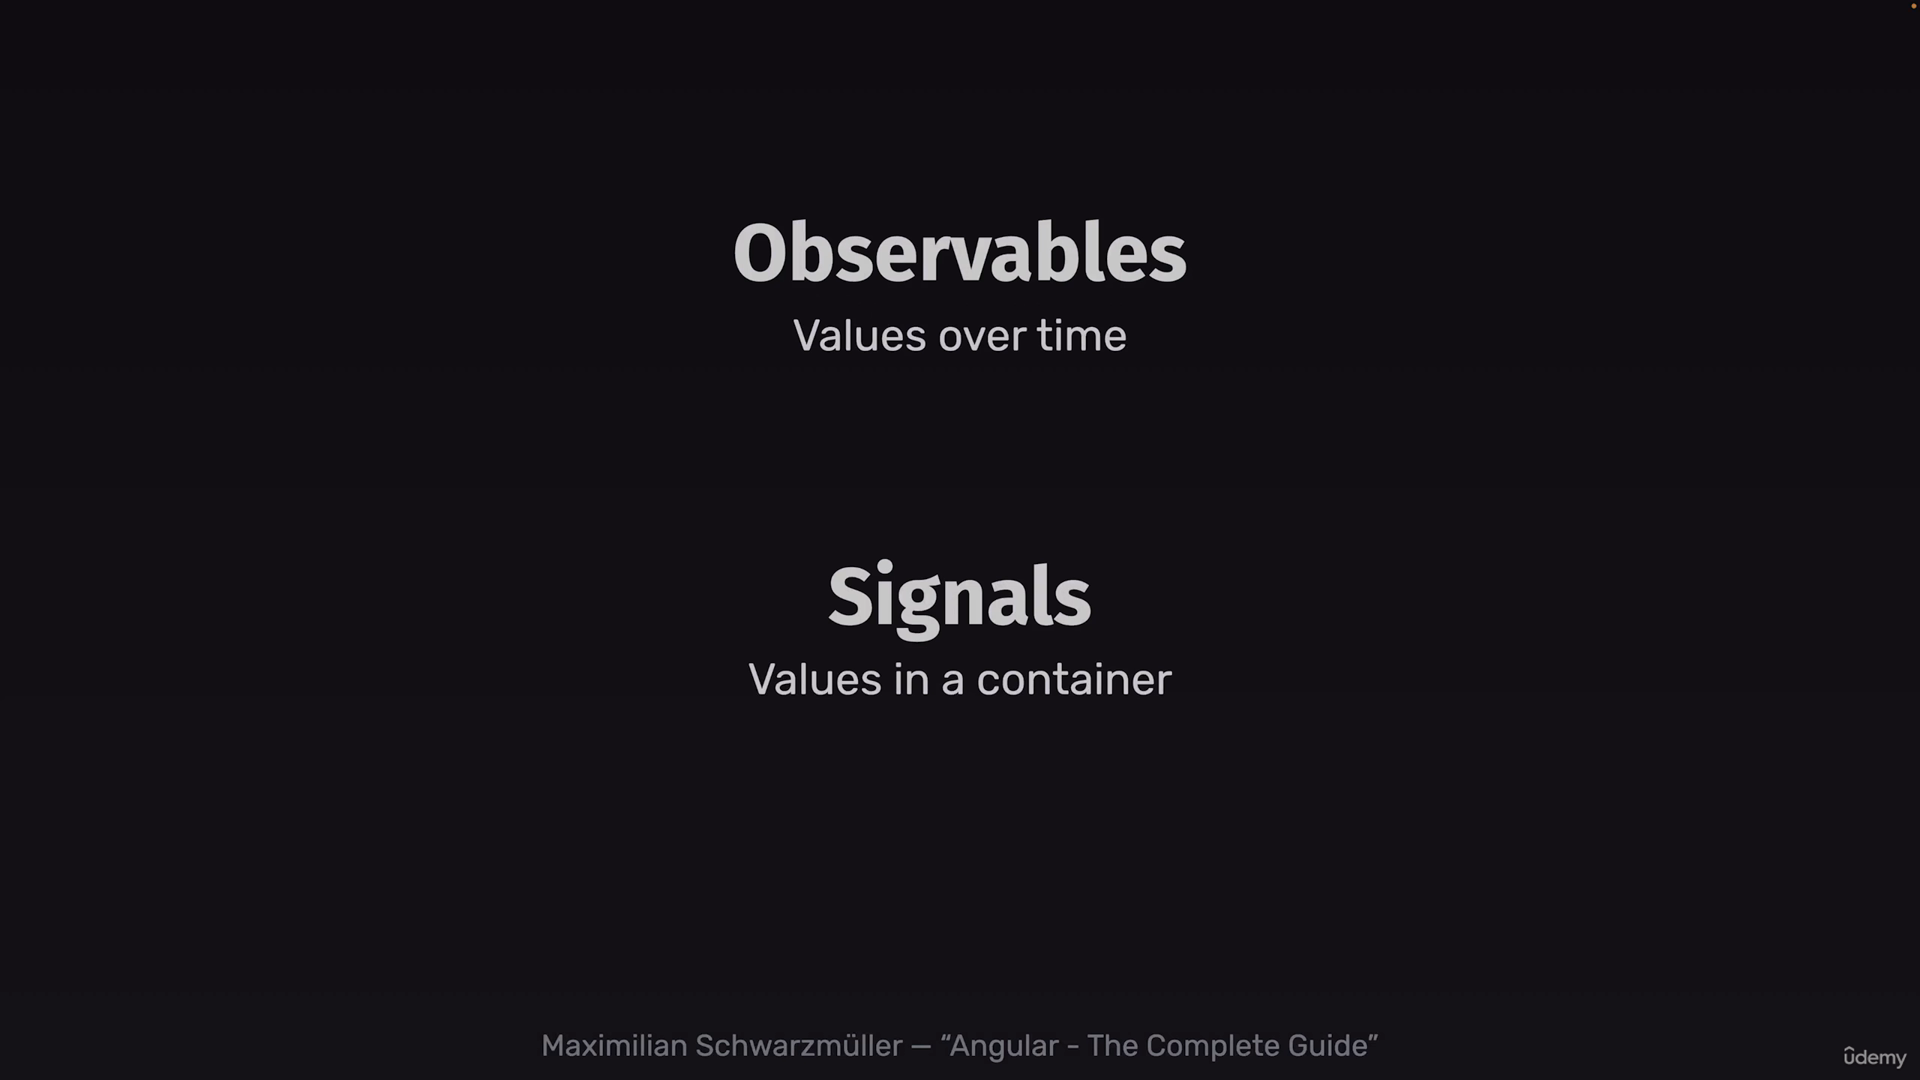 Observables
Values over time
Signals
Values in a container
Maximilian Schwarzmüller — “Angular - The Complete Guide”
ûdemy